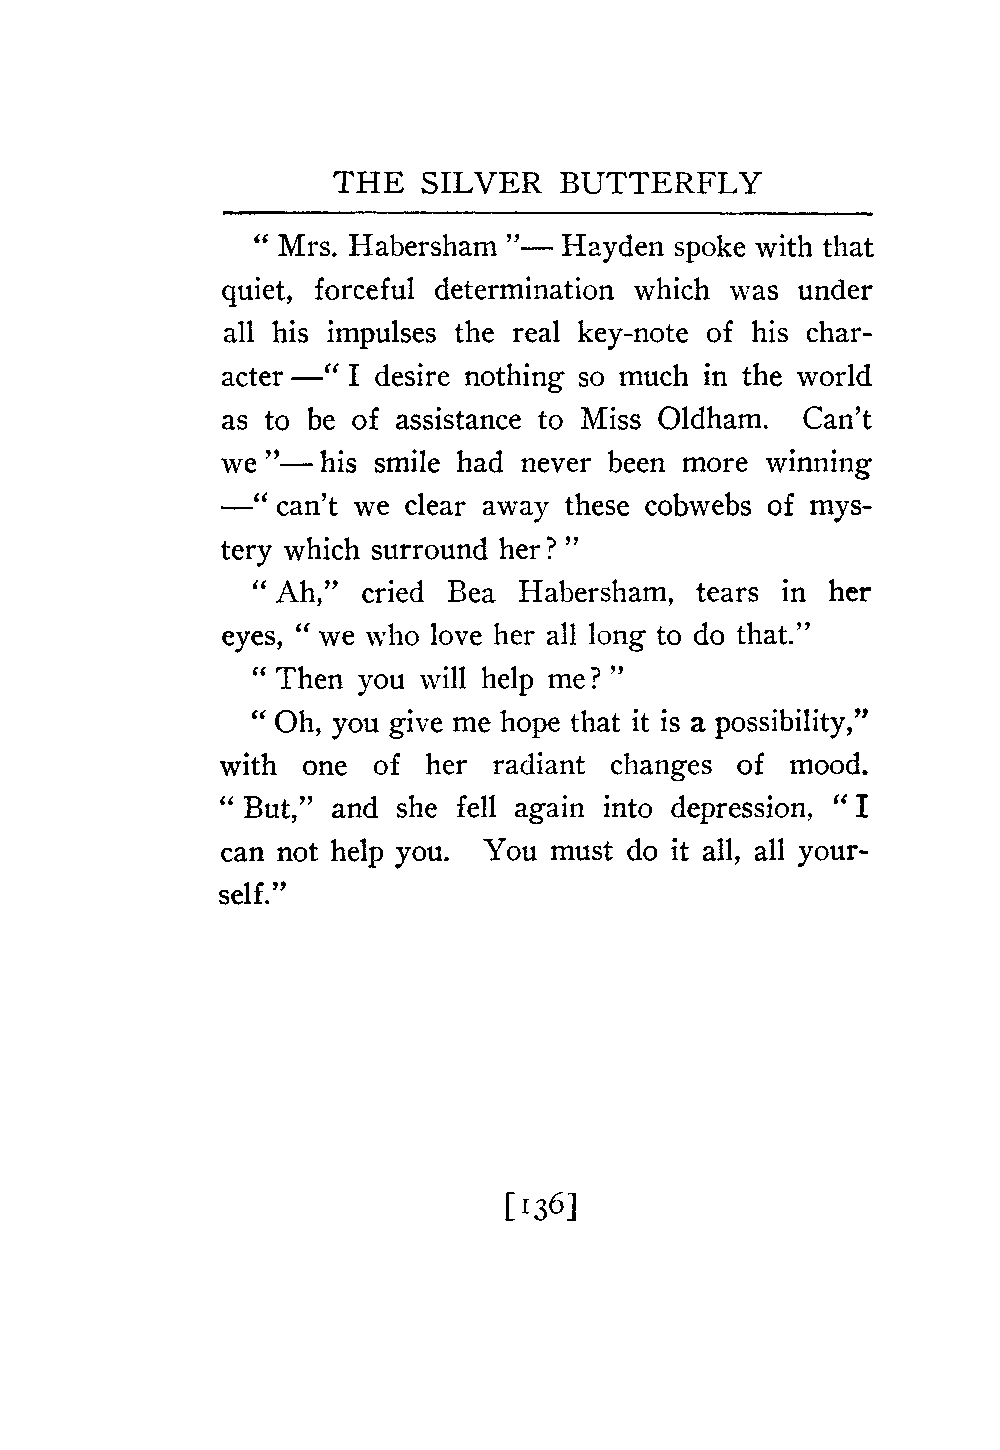 THE SILVER BUTTERFLY
“ Mrs. Habersham ”— Hayden spoke with that
quiet, forceful determination which was under
all his impulses the real key-note of his char-
acter —“ I desire nothing so much in the world
as to be of assistance to Miss Oldham. Can’t
we ”— his smile had never been more winning
—“ can’t we clear away these cobwebs of mys-
tery which surround her ? ”
“ Ah,” cried Bea Habersham, tears in her
eyes, “ we who love her all long to do that.”
“ Then you will help me ? ”
“ Oh, you give me hope that it is a possibility,”
with one of her radiant changes of mood.
“ But,” and she fell again into depression, “ I
can not help you. You must do it all, all your-
self.”
[136]